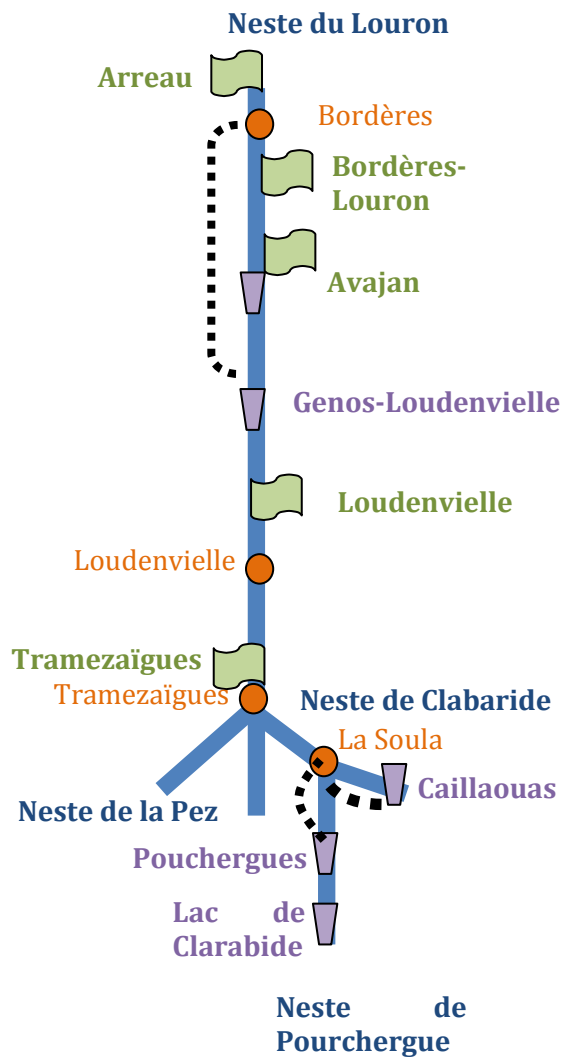 Neste du Louron
Arreau
Bordères
Bordères-
Louron
Avajan
Genos-Loudenvielle
Loudenvielle
Loudenvielle
Tramezaïgues
Tramezaïgues
Neste de Clabaride
La Soula
Caillaouas
Neste de la Pez
Pouchergues
Lac de
Clarabide
Neste de
Pourchergue